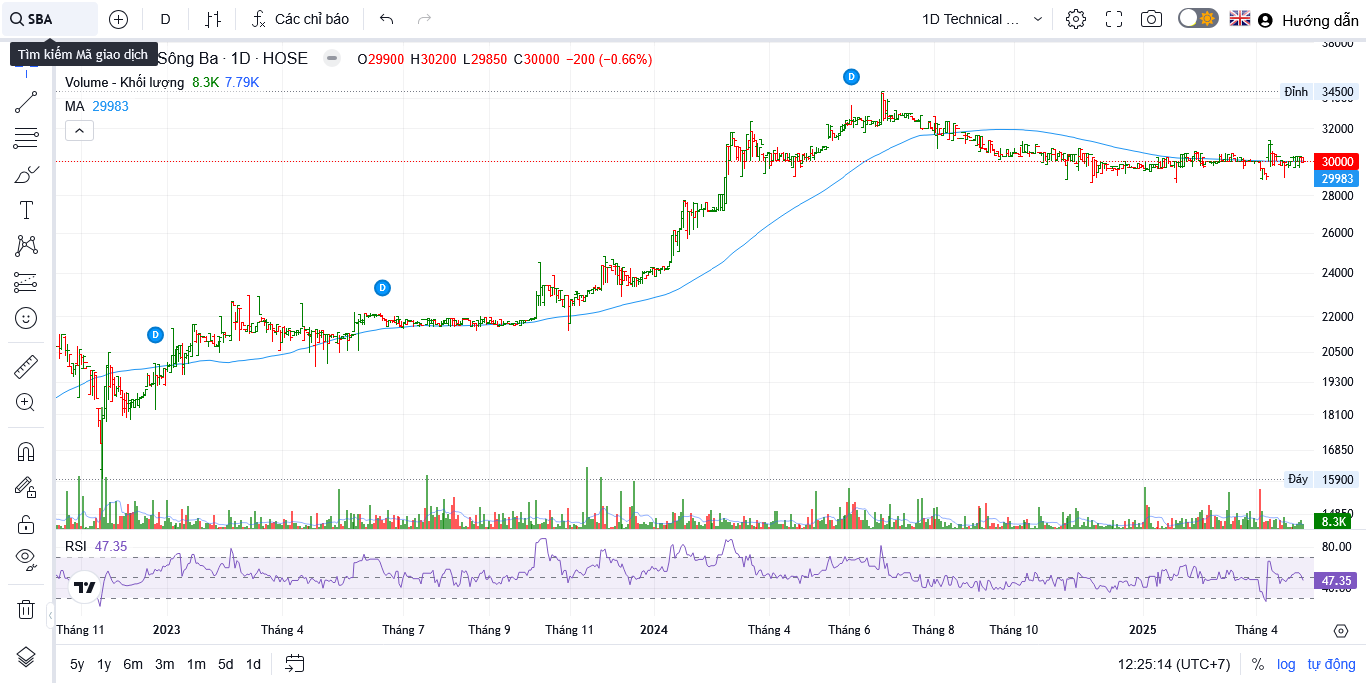 SBA
D
Các chỉ báo
1D Technical ...
Hướng dẫn
Tìm kiếm Mã giao dịch
Sông Ba · 1D · HOSE
O29900 H30200 L29850 C30000 −200 (−0.66%)
Volume - Khối lượng 8.3K 7.79K
MA 29983
D
D
D
38000
Đỉnh 34500
32000
30000
29983
28000
26000
24000
22000
20500
19300
18100
16850
Đáy 15900
14850
8.3K
RSI 47.35
80.00
47.35
40.00
Tháng 11 2023 Tháng 4 Tháng 7 Tháng 9 Tháng 11 2024 Tháng 4 Tháng 6 Tháng 8 Tháng 10 2025 Tháng 4
5y 1y 6m 3m 1m 5d 1d
12:25:14 (UTC+7) % log tự động